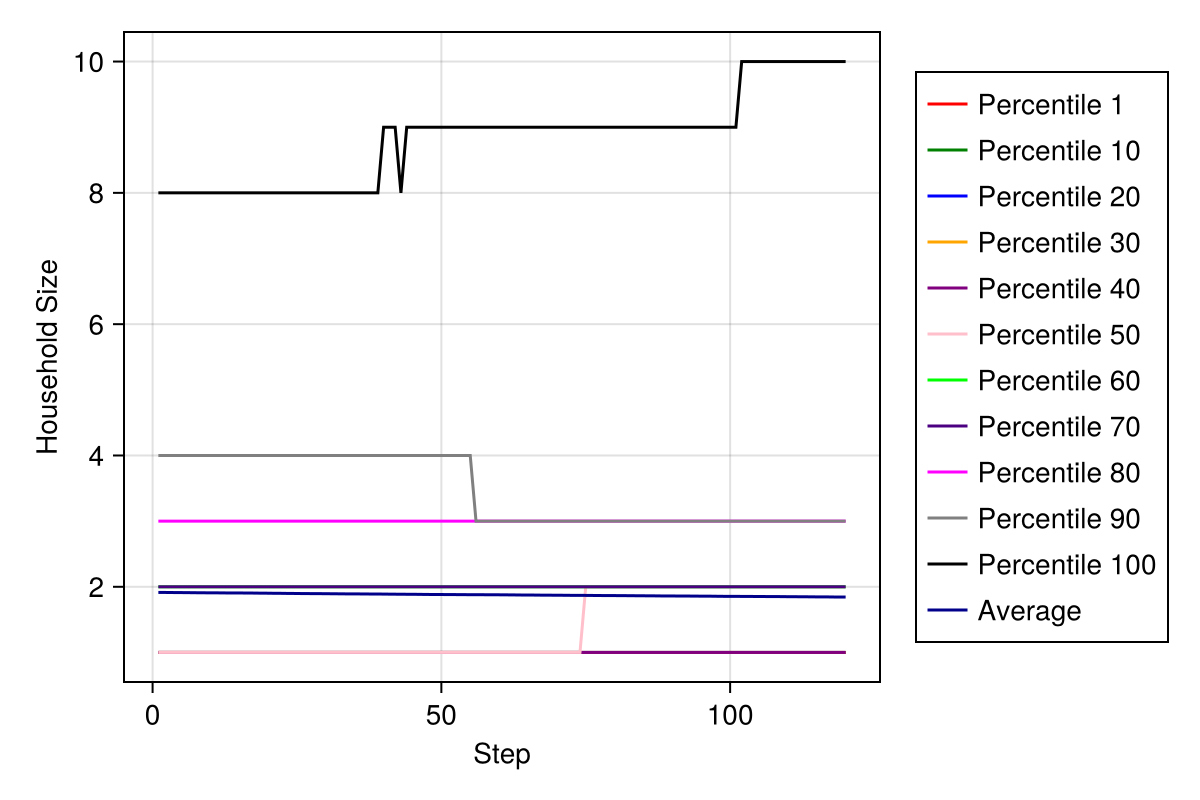 10
8
6
4
2
Household Size
0
50
100
Step
Percentile 1
Percentile 10
Percentile 20
Percentile 30
Percentile 40
Percentile 50
Percentile 60
Percentile 70
Percentile 80
Percentile 90
Percentile 100
Average